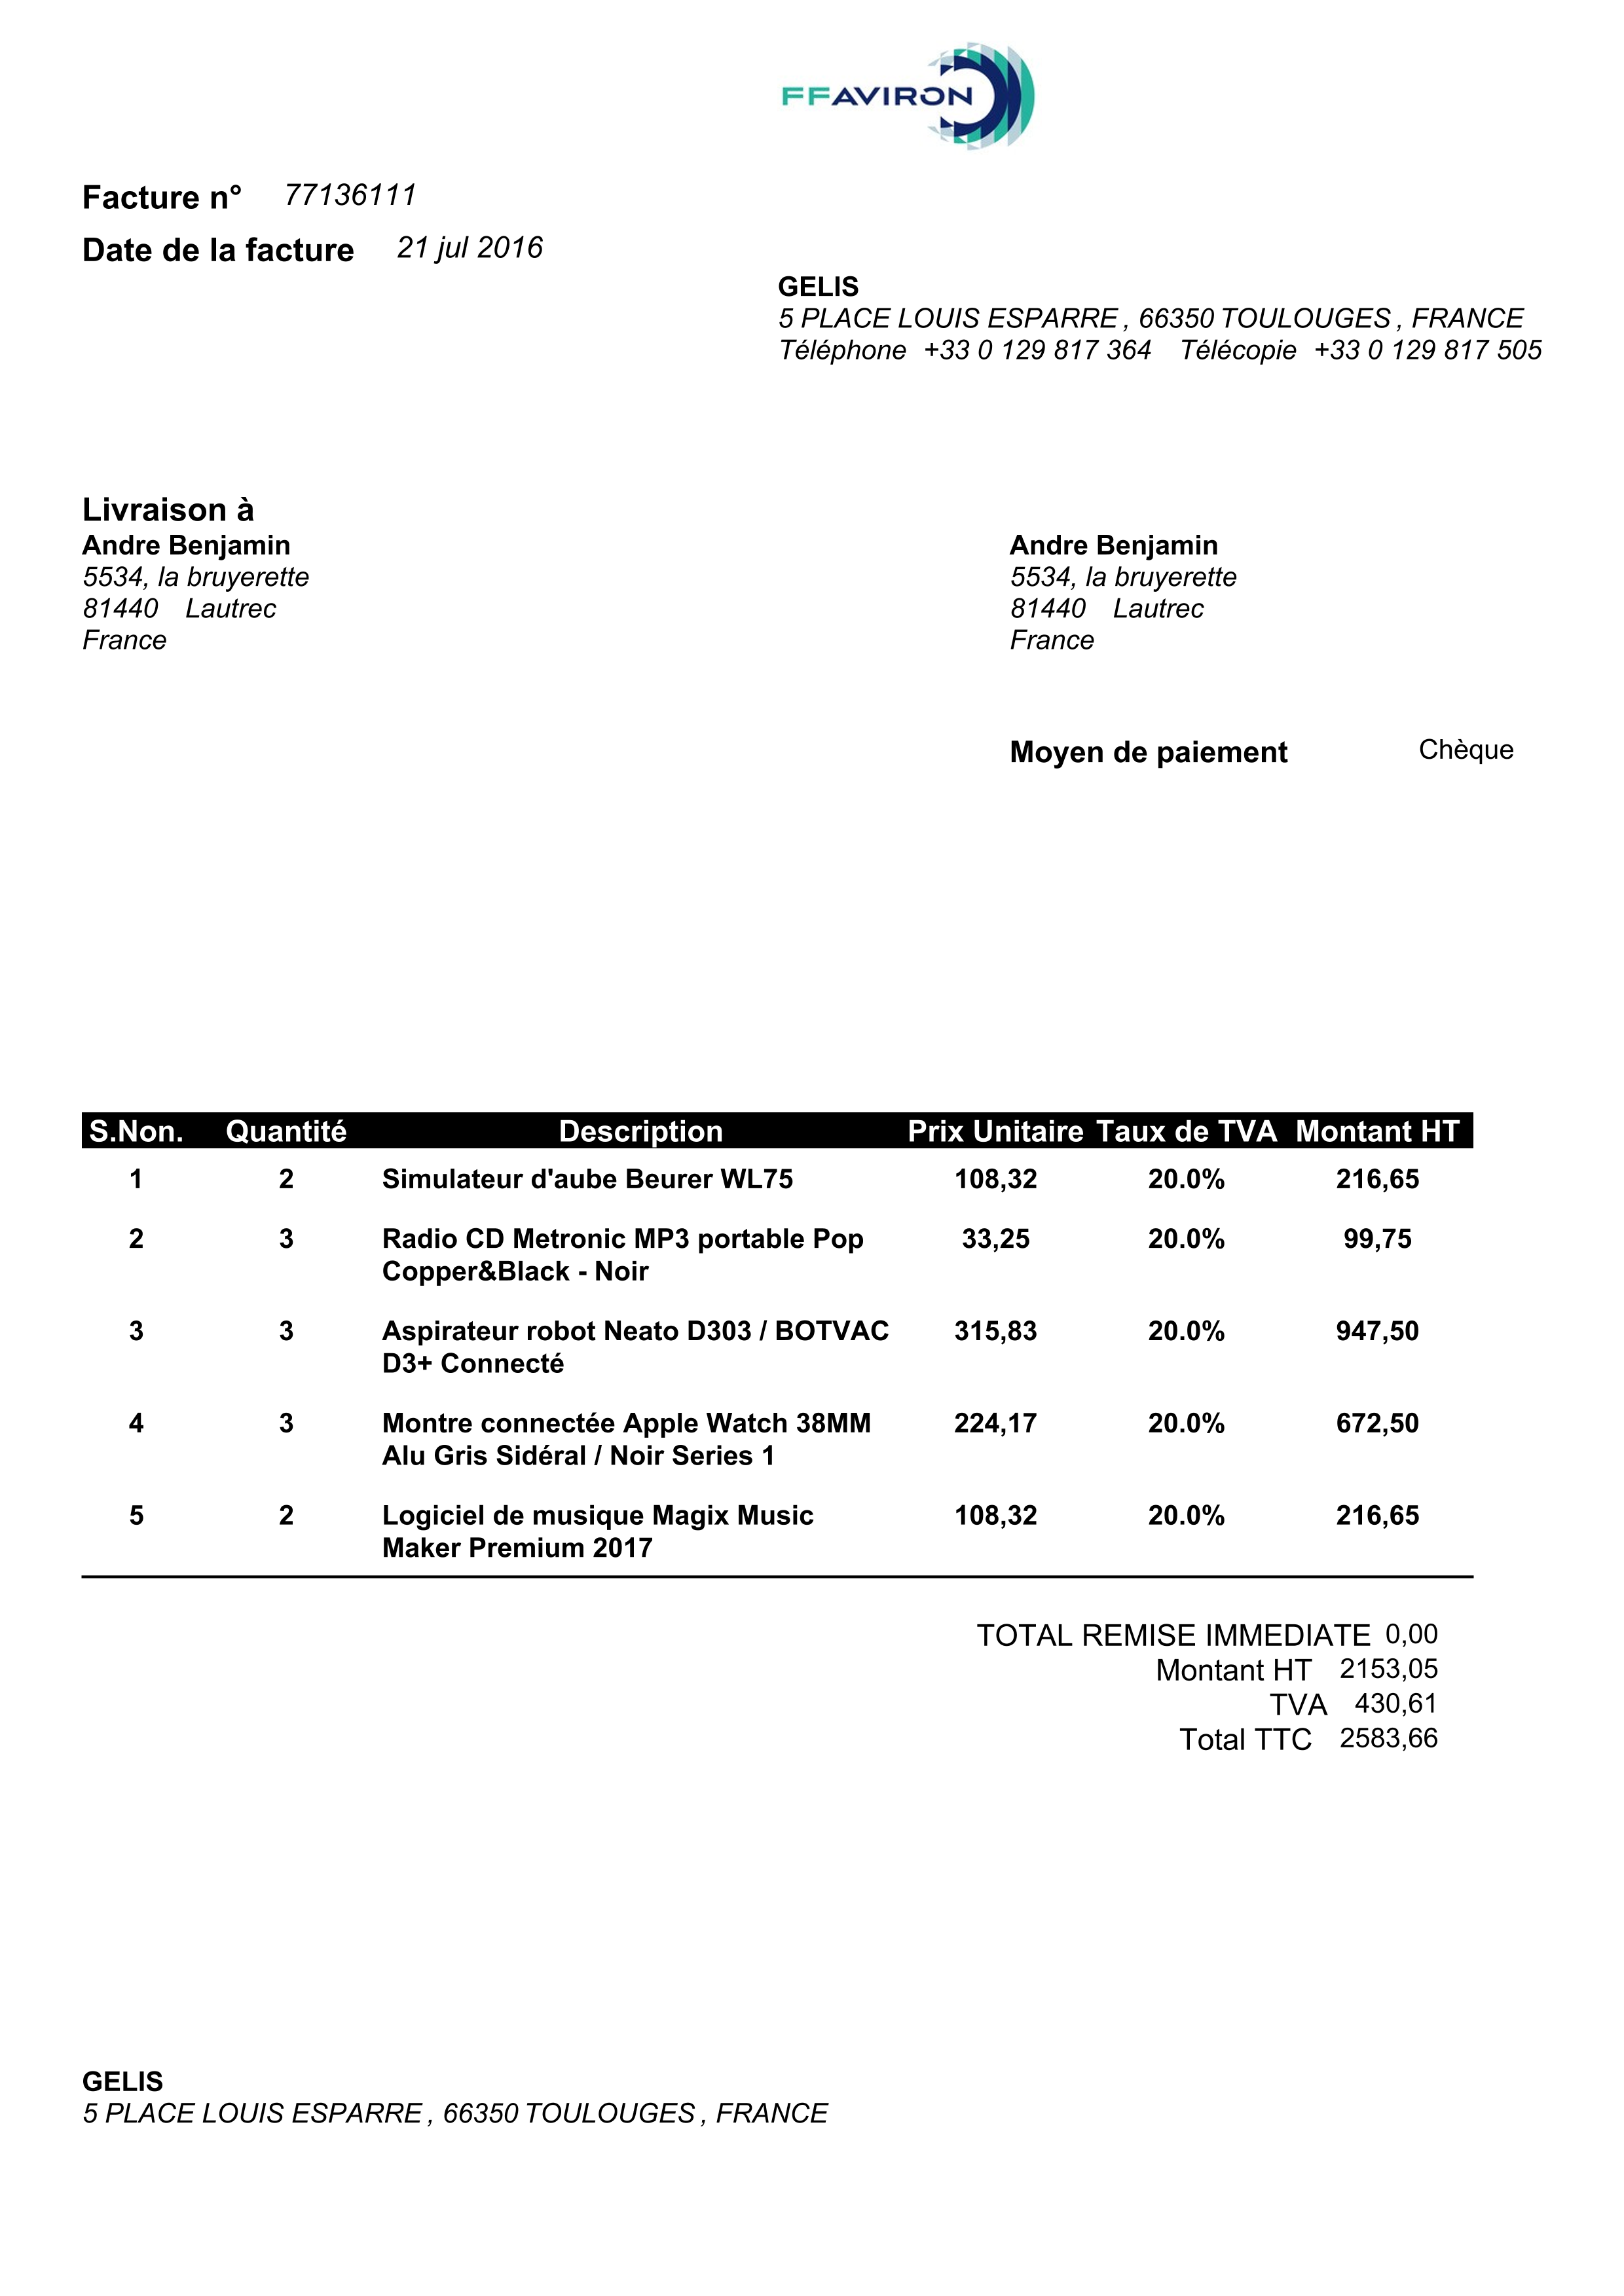 FFAVIRON
Facture n° 77136111
Date de la facture 21 jul 2016
GELIS
5 PLACE LOUIS ESPARRE , 66350 TOULOUGES , FRANCE
Téléphone +33 0 129 817 364 Télécopie +33 0 129 817 505
Livraison à
Andre Benjamin
5534, la bruyerette
81440 Lautrec
France
Andre Benjamin
5534, la bruyerette
81440 Lautrec
France
Moyen de paiement Chèque
S.Non. Quantité Description Prix Unitaire Taux de TVA Montant HT
1 2 Simulateur d'aube Beurer WL75 108,32 20.0% 216,65
2 3 Radio CD Metronic MP3 portable Pop 33,25 20.0% 99,75
Copper&Black - Noir
3 3 Aspirateur robot Neato D303 / BOTVAC 315,83 20.0% 947,50
D3+ Connecté
4 3 Montre connectée Apple Watch 38MM 224,17 20.0% 672,50
Alu Gris Sidéral / Noir Series 1
5 2 Logiciel de musique Magix Music 108,32 20.0% 216,65
Maker Premium 2017
TOTAL REMISE IMMEDIATE 0,00
Montant HT 2153,05
TVA 430,61
Total TTC 2583,66
GELIS
5 PLACE LOUIS ESPARRE , 66350 TOULOUGES , FRANCE